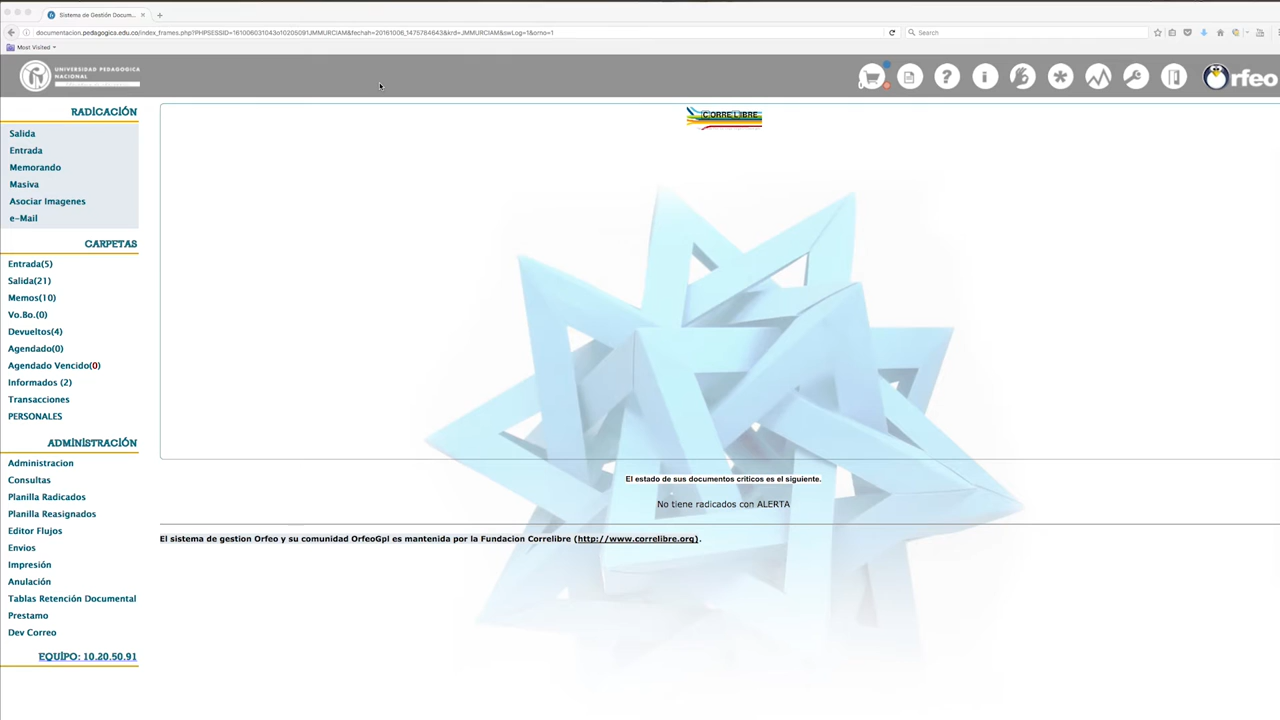 Sistema de Gestión Docum...
documentacion.pedagogica.edu.co/index_frames.php?PHPSESSID=161006031043o10205091JMMURCIAM&fechah=20161006_1475784643&krd=JMMURCIAM&swLog=1&orno=1
Search
Most Visited
UNIVERSIDAD PEDAGOGICA
NACIONAL
0
rfeo
RADICACIÓN
Salida
Entrada
Memorando
Masiva
Asociar Imagenes
e-Mail
CARPETAS
Entrada(5)
Salida(21)
Memos(10)
Vo.Bo.(0)
Devueltos(4)
Agendado(0)
Agendado Vencido(0)
Informados (2)
Transacciones
PERSONALES
ADMINISTRACIÓN
Administracion
Consultas
Planilla Radicados
Planilla Reasignados
Editor Flujos
Envios
Impresión
Anulación
Tablas Retención Documental
Prestamo
Dev Correo
EQUIPO: 10.20.50.91
CORRELIBRE
El estado de sus documentos criticos es el siguiente.
No tiene radicados con ALERTA
El sistema de gestion Orfeo y su comunidad OrfeoGpl es mantenida por la Fundacion Correlibre (http://www.correlibre.org).